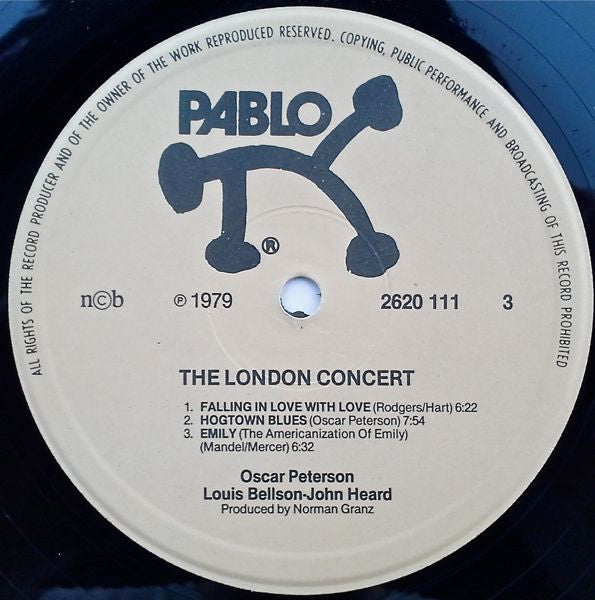 ALL RIGHTS OF THE RECORD PRODUCER AND OF THE OWNER OF THE WORK REPRODUCED RESERVED. COPYING, PUBLIC PERFORMANCE AND BROADCASTING OF THIS RECORD PROHIBITED
PABLO
®
n©b ℗ 1979 2620 111 3
THE LONDON CONCERT
1. FALLING IN LOVE WITH LOVE (Rodgers/Hart) 6:22
2. HOGTOWN BLUES (Oscar Peterson) 7:54
3. EMILY (The Americanization Of Emily)
(Mandel/Mercer) 6:32
Oscar Peterson
Louis Bellson-John Heard
Produced by Norman Granz